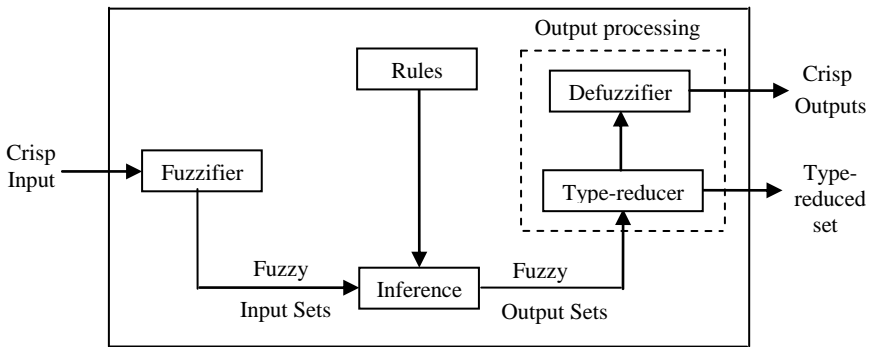 Output processing
Rules
Defuzzifier
Crisp
Outputs
Crisp
Input
Fuzzifier
Type-reducer
Type-
reduced
set
Fuzzy
Input Sets
Inference
Fuzzy
Output Sets